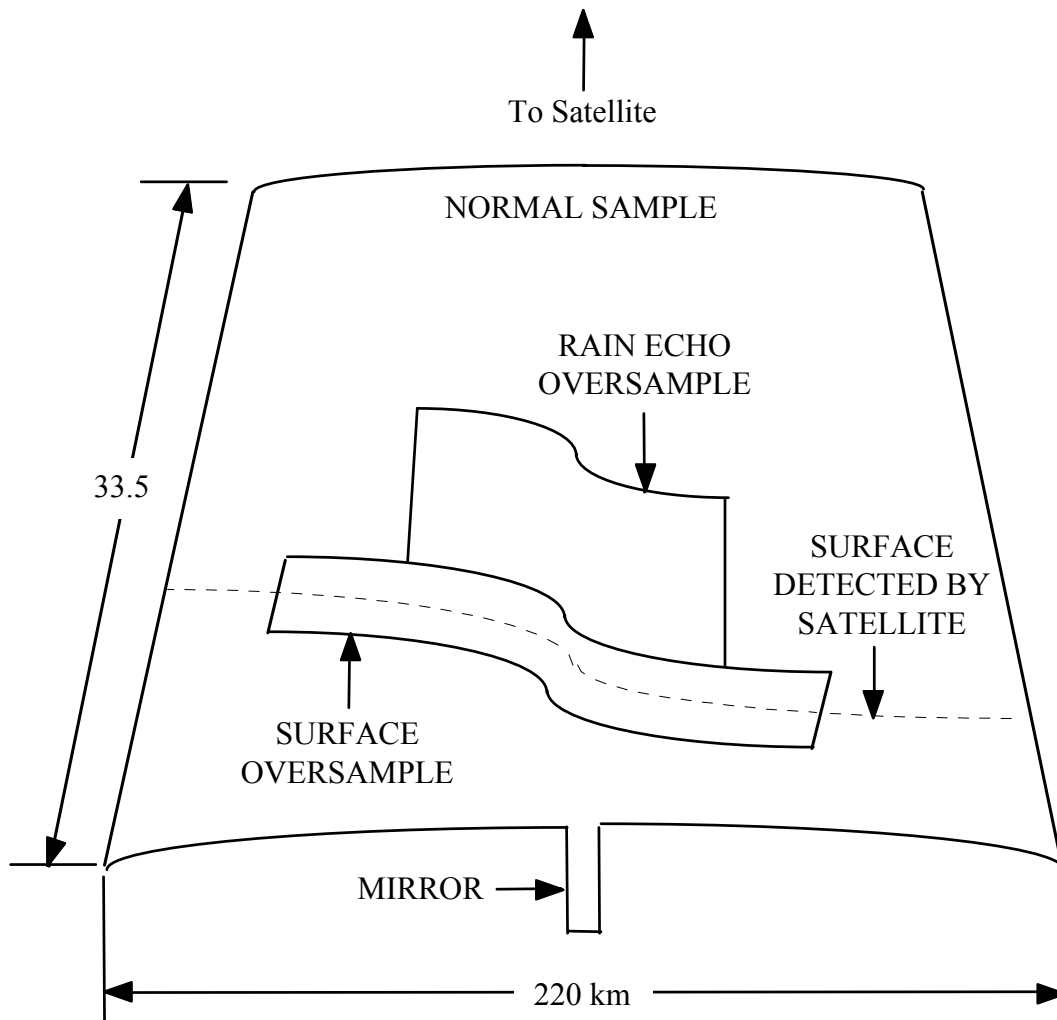 To Satellite
NORMAL SAMPLE
RAIN ECHO
OVERSAMPLE
33.5
SURFACE
DETECTED BY
SATELLITE
SURFACE
OVERSAMPLE
MIRROR
220 km